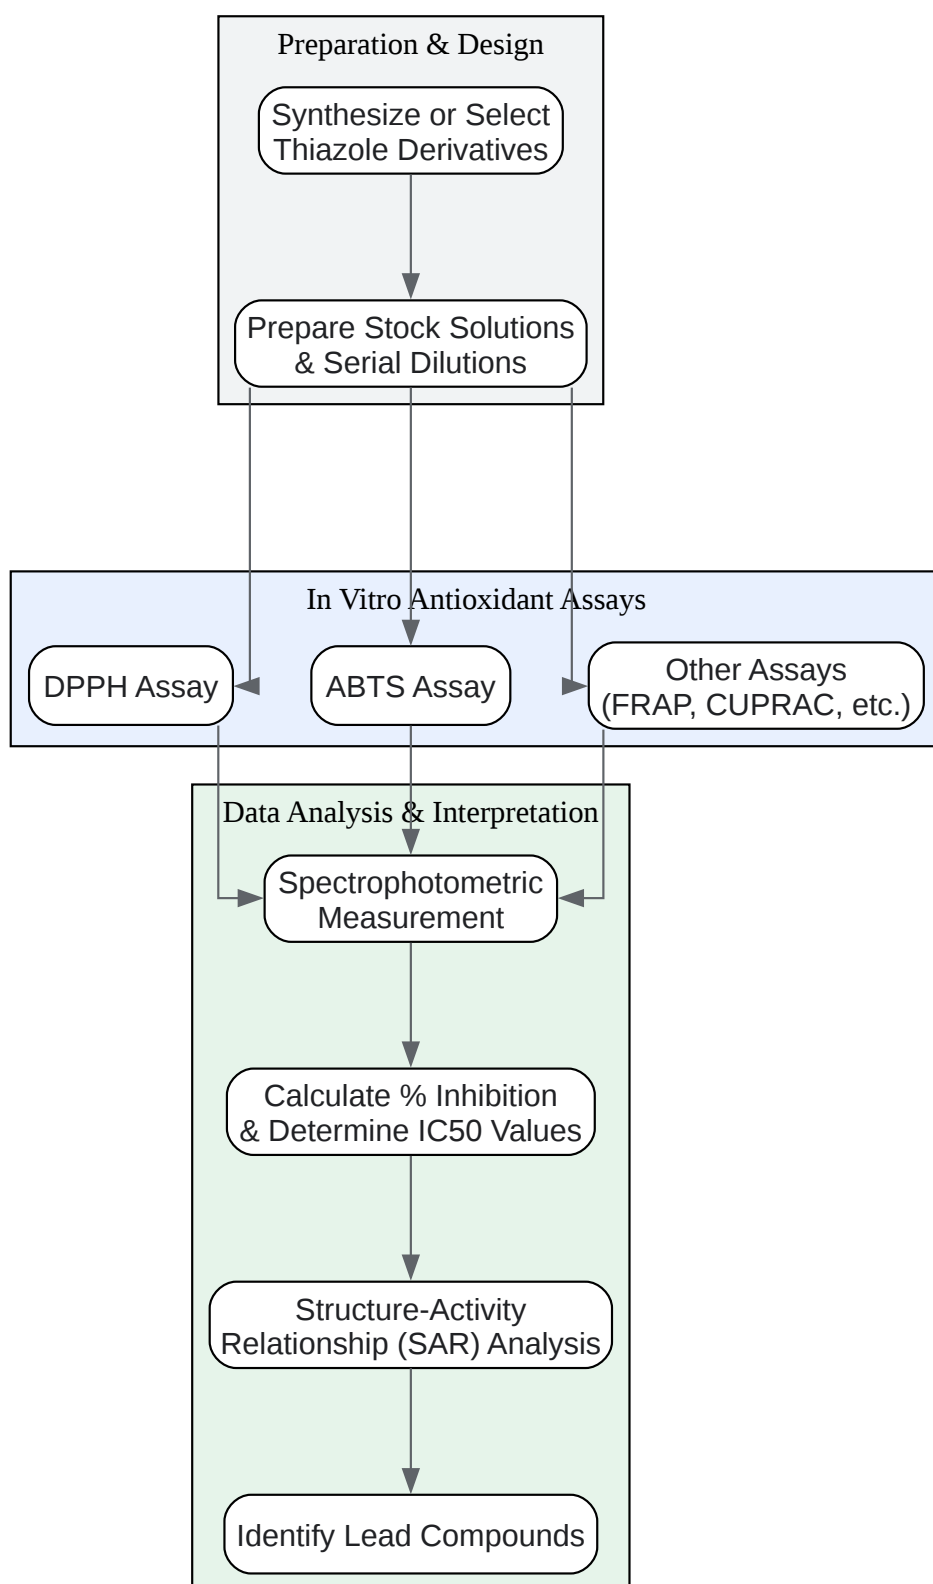 Preparation & Design
Synthesize or Select
Thiazole Derivatives
Prepare Stock Solutions
& Serial Dilutions
In Vitro Antioxidant Assays
DPPH Assay
ABTS Assay
Other Assays
(FRAP, CUPRAC, etc.)
Data Analysis & Interpretation
Spectrophotometric
Measurement
Calculate % Inhibition
& Determine IC50 Values
Structure-Activity
Relationship (SAR) Analysis
Identify Lead Compounds